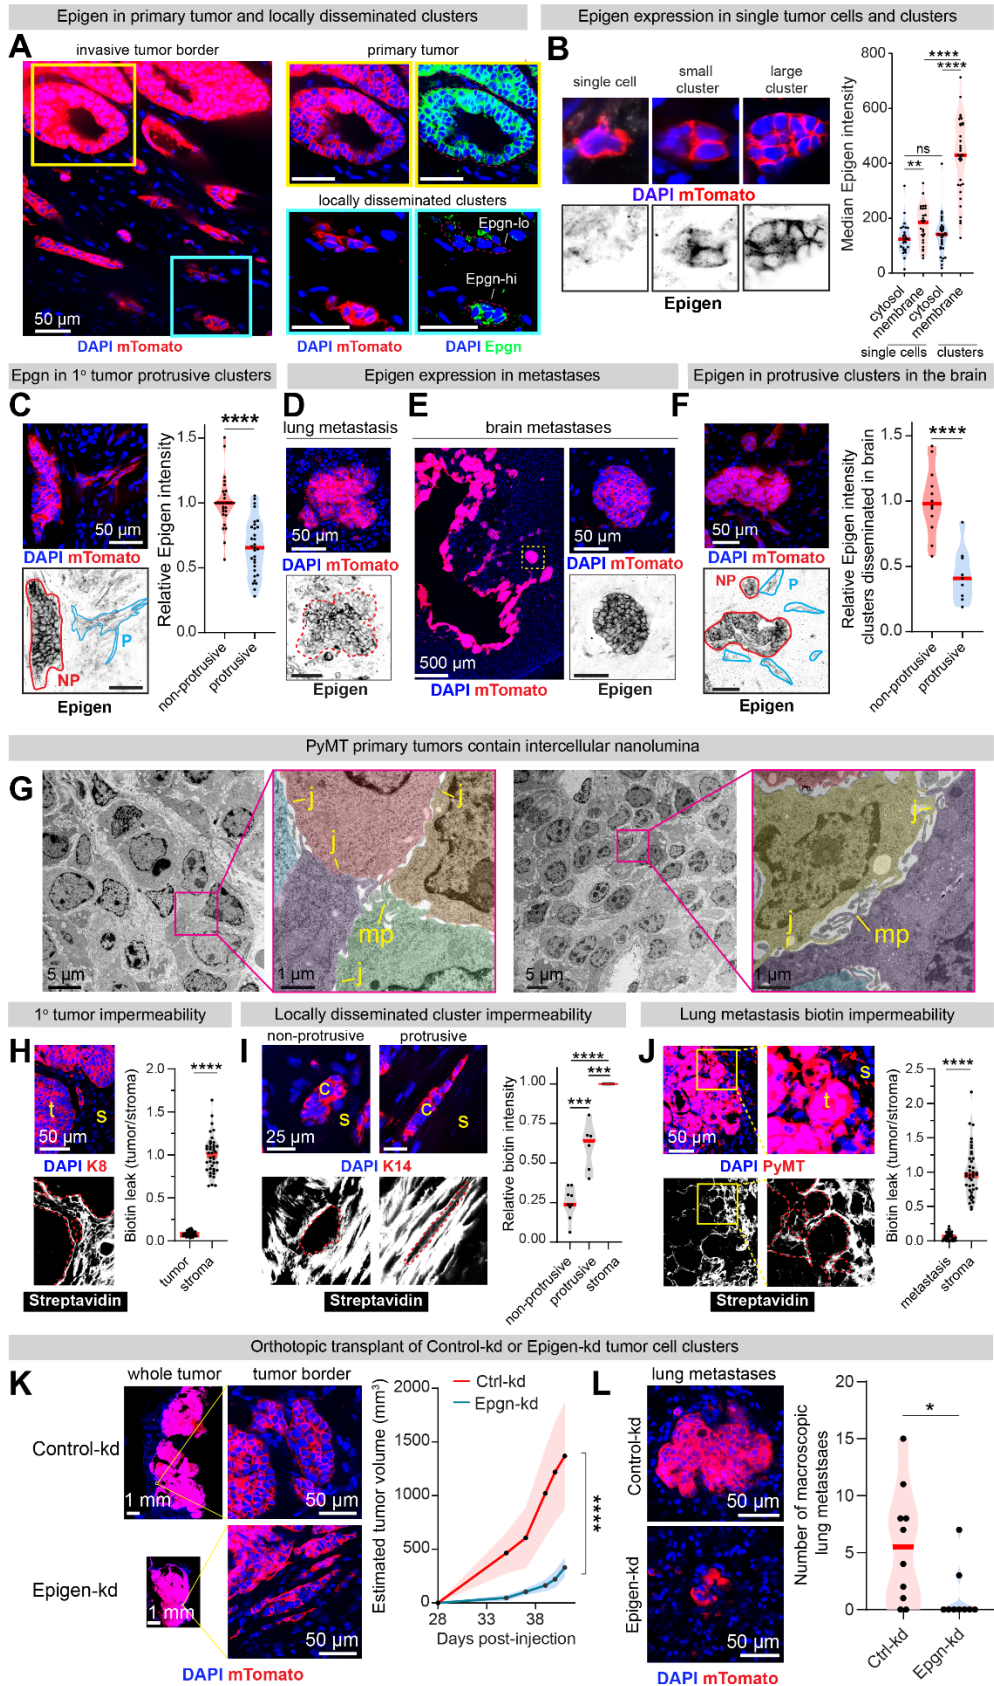 Epigen in primary tumor and locally disseminated clusters
A
invasive tumor border
primary tumor
locally disseminated clusters
Epgn-lo
Epgn-hi
50 µm
DAPI mTomato
DAPI mTomato
DAPI Epgn
Epigen expression in single tumor cells and clusters
B
single cell
small cluster
large cluster
DAPI mTomato
Epigen
Median Epigen intensity
800
600
400
200
0
****
****
ns
**
cytosol
membrane
cytosol
membrane
single cells
clusters
Epgn in 1º tumor protrusive clusters
C
50 µm
DAPI mTomato
NP
P
Epigen
Relative Epigen intensity
1.5
1.0
0.5
0.0
****
non-protrusive
protrusive
Epigen expression in metastases
D
lung metastasis
50 µm
DAPI mTomato
Epigen
E
brain metastases
500 µm
DAPI mTomato
50 µm
DAPI mTomato
Epigen
Epigen in protrusive clusters in the brain
F
50 µm
DAPI mTomato
NP
P
Epigen
Relative Epigen intensity
clusters disseminated in brain
1.5
1.0
0.5
0.0
****
non-protrusive
protrusive
PyMT primary tumors contain intercellular nanolumina
G
5 µm
j
j
j
mp
j
1 µm
5 µm
j
j
mp
1 µm
1º tumor impermeability
H
t
s
50 µm
DAPI K8
Streptavidin
Biotin leak (tumor/stroma)
2.0
1.5
1.0
0.5
0.0
****
tumor
stroma
Locally disseminated cluster impermeability
I
non-protrusive
protrusive
c
s
25 µm
c
s
DAPI K14
Streptavidin
Relative biotin intensity
1.00
0.75
0.50
0.25
0.00
****
***
***
non-protrusive
protrusive
stroma
Lung metastasis biotin impermeability
J
50 µm
s
t
DAPI PyMT
Streptavidin
Biotin leak (tumor/stroma)
2.0
1.5
1.0
0.5
0.0
****
metastasis
stroma
Orthotopic transplant of Control-kd or Epigen-kd tumor cell clusters
K
whole tumor
tumor border
Control-kd
1 mm
50 µm
Epigen-kd
1 mm
50 µm
DAPI mTomato
Estimated tumor volume (mm³)
2000
1500
1000
500
0
Ctrl-kd
Epgn-kd
****
28
33
38
Days post-injection
L
lung metastases
Control-kd
50 µm
Epigen-kd
50 µm
DAPI mTomato
Number of macroscopic
lung metastsaes
20
15
10
5
0
*
Ctrl-kd
Epgn-kd